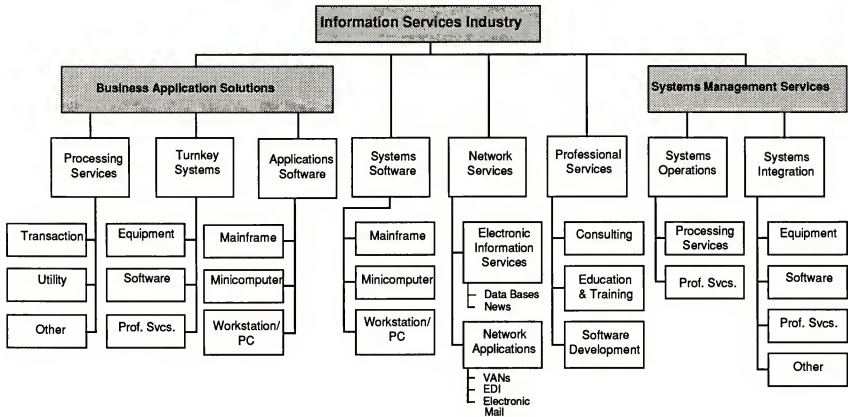 Information Services Industry
Business Application Solutions
Systems Management Services
Processing
Services
Turnkey
Systems
Applications
Software
Systems
Software
Network
Services
Professional
Services
Systems
Operations
Systems
Integration
Transaction
Utility
Other
Equipment
Software
Prof. Svcs.
Mainframe
Minicomputer
Workstation/
PC
Mainframe
Minicomputer
Workstation/
PC
Electronic
Information
Services
Data Bases
News
Network
Applications
VANs
EDI
Electronic
Mail
Consulting
Education
& Training
Software
Development
Processing
Services
Prof. Svcs.
Equipment
Software
Prof. Svcs.
Other